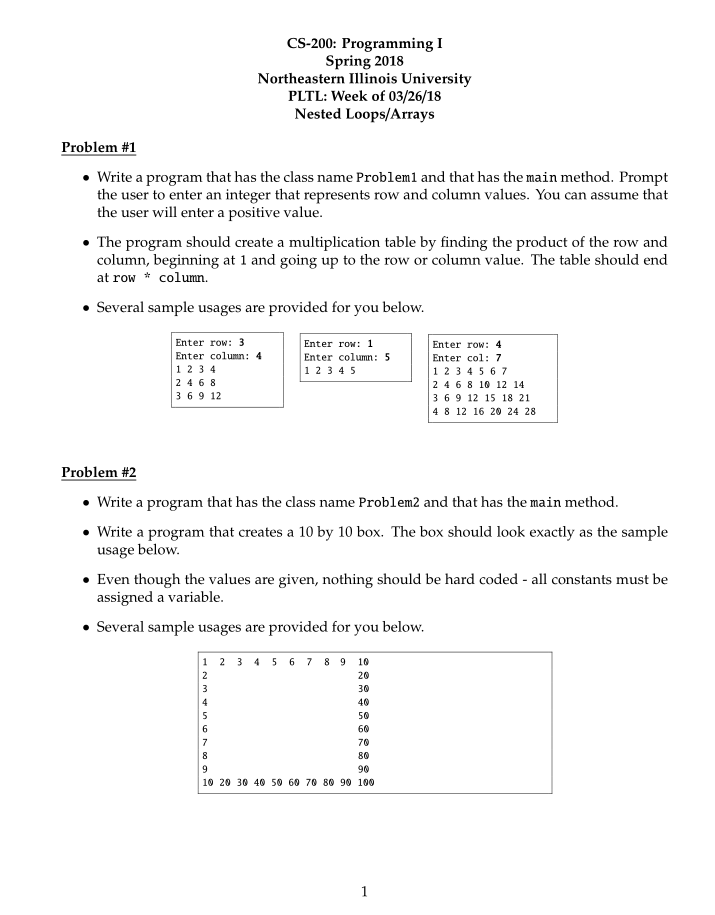 CS-200: Programming I
Spring 2018
Northeastern Illinois University
PLTL: Week of 03/26/18
Nested Loops/Arrays
Problem #1
• Write a program that has the class name Problem1 and that has the main method. Prompt
the user to enter an integer that represents row and column values. You can assume that
the user will enter a positive value.
• The program should create a multiplication table by finding the product of the row and
column, beginning at 1 and going up to the row or column value. The table should end
at row * column.
• Several sample usages are provided for you below.
Enter row: 3
Enter column: 4
1 2 3 4
2 4 6 8
3 6 9 12
Enter row: 1
Enter column: 5
1 2 3 4 5
Enter row: 4
Enter col: 7
1 2 3 4 5 6 7
2 4 6 8 10 12 14
3 6 9 12 15 18 21
4 8 12 16 20 24 28
Problem #2
• Write a program that has the class name Problem2 and that has the main method.
• Write a program that creates a 10 by 10 box. The box should look exactly as the sample
usage below.
• Even though the values are given, nothing should be hard coded - all constants must be
assigned a variable.
• Several sample usages are provided for you below.
1 2 3 4 5 6 7 8 9 10
2 20
3 30
4 40
5 50
6 60
7 70
8 80
9 90
10 20 30 40 50 60 70 80 90 100
1